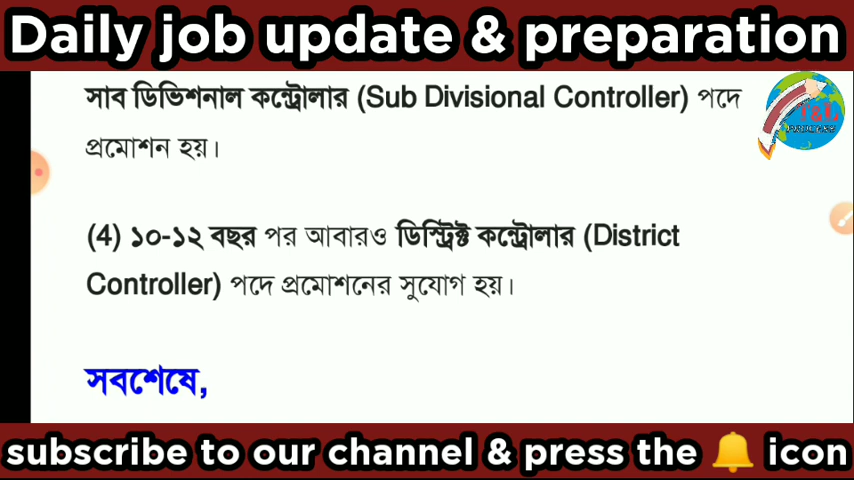 Daily job update & preparation
সাব ডিভিশনাল কন্ট্রোলার (Sub Divisional Controller) পদে
প্রমোশন হয়।
(4) ১০-১২ বছর পর আবারও ডিস্ট্রিক্ট কন্ট্রোলার (District
Controller) পদে প্রমোশনের সুযোগ হয়।
সবশেষে,
subscribe to our channel & press the 🔔 icon